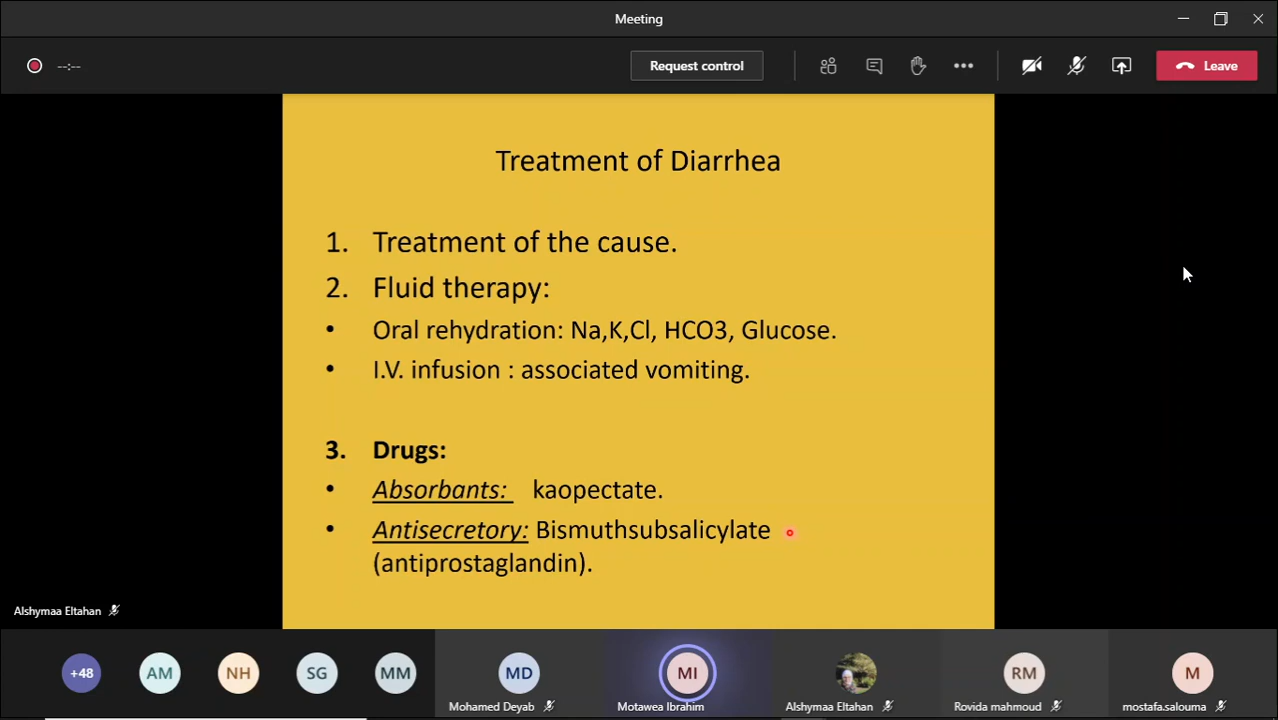 Meeting
--:--
Request control
Leave
Treatment of Diarrhea
1. Treatment of the cause.
2. Fluid therapy:
• Oral rehydration: Na,K,Cl, HCO3, Glucose.
• I.V. infusion : associated vomiting.
3. Drugs:
• Absorbants: kaopectate.
• Antisecretory: Bismuthsubsalicylate
(antiprostaglandin).
Alshymaa Eltahan
+48
AM
NH
SG
MM
MD
MI
RM
M
Mohamed Deyab
Motawea Ibrahim
Alshymaa Eltahan
Rovida mahmoud
mostafa.salouma